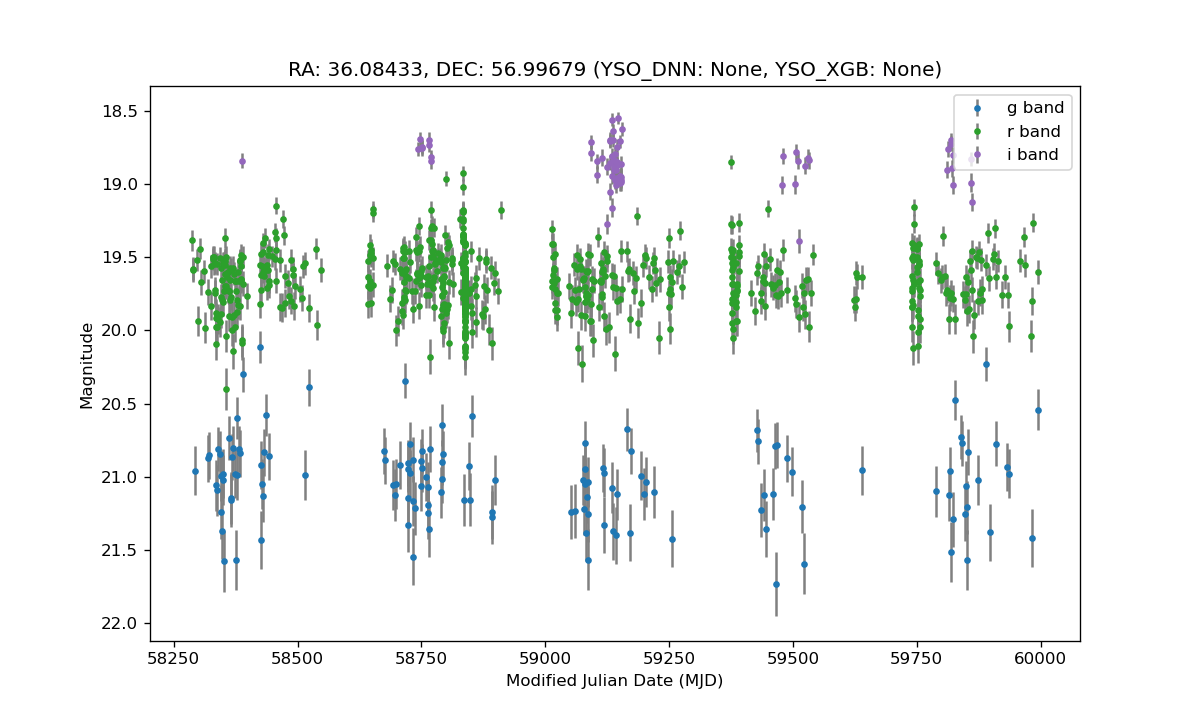 RA: 36.08433, DEC: 56.99679 (YSO_DNN: None, YSO_XGB: None)
g band
r band
i band
18.5
19.0
19.5
20.0
20.5
21.0
21.5
22.0
Magnitude
58250
58500
58750
59000
59250
59500
59750
60000
Modified Julian Date (MJD)